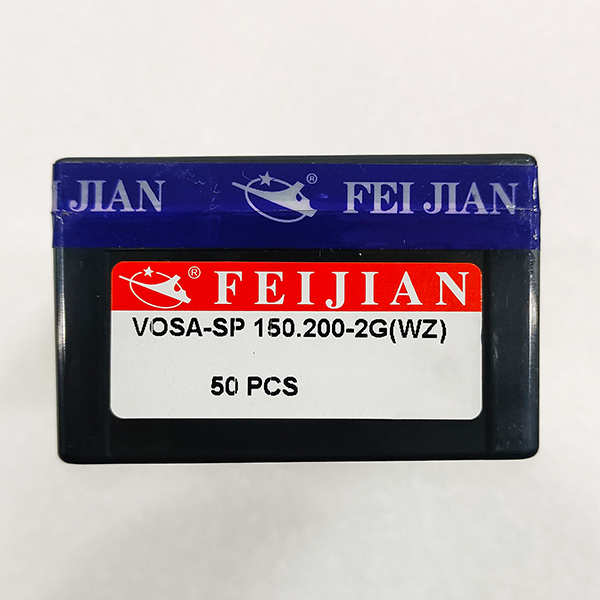 I JIAN ® FEI JIAN
® FEIJIAN
VOSA-SP 150.200-2G(WZ)
50 PCS